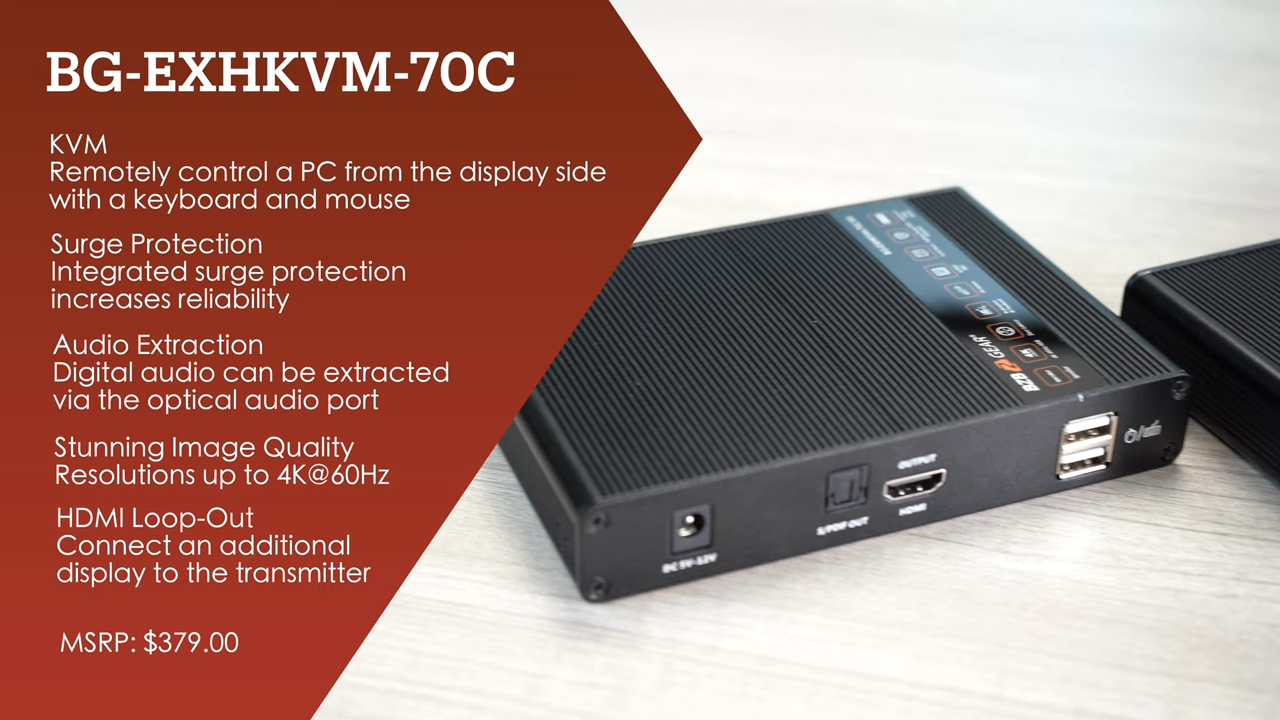 BG-EXHKVM-70C
KVM
Remotely control a PC from the display side
with a keyboard and mouse
Surge Protection
Integrated surge protection
increases reliability
Audio Extraction
Digital audio can be extracted
via the optical audio port
Stunning Image Quality
Resolutions up to 4K@60Hz
HDMI Loop-Out
Connect an additional
display to the transmitter
MSRP: $379.00
BZB GEAR
4K
DC 5V-12V
S/PDIF OUT
OUTPUT
HDMI